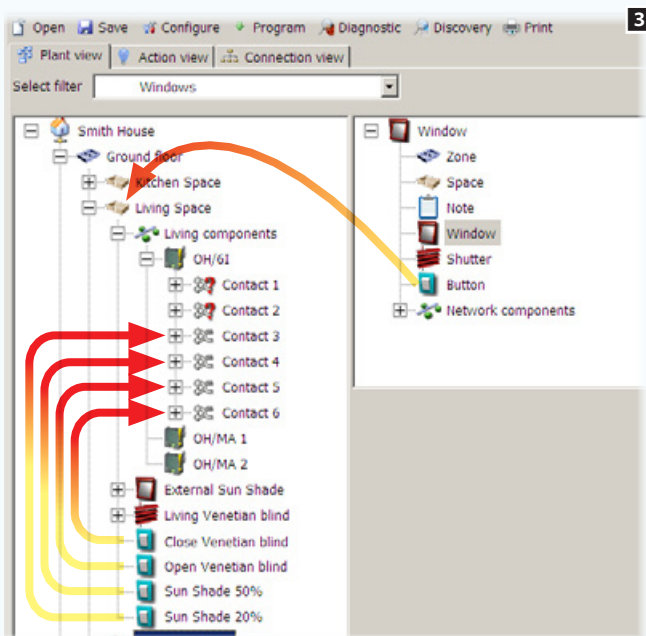 Open Save Configure Program Diagnostic Discovery Print
3
Plant view Action view Connection view
Select filter Windows
Smith House
Ground floor
Kitchen Space
Living Space
Living components
OH/6I
Contact 1
Contact 2
Contact 3
Contact 4
Contact 5
Contact 6
OH/MA 1
OH/MA 2
External Sun Shade
Living Venetian blind
Close Venetian blind
Open Venetian blind
Sun Shade 50%
Sun Shade 20%
Window
Zone
Space
Note
Window
Shutter
Button
Network components